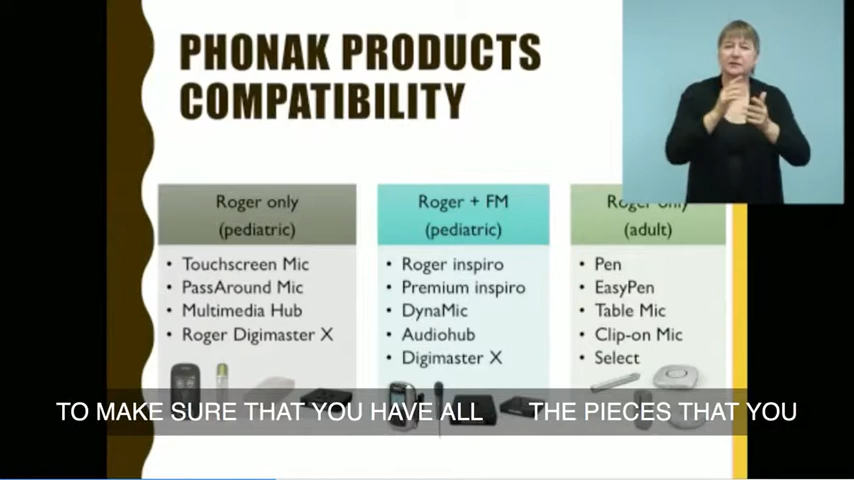 PHONAK PRODUCTS
COMPATIBILITY
Roger only
(pediatric)
• Touchscreen Mic
• PassAround Mic
• Multimedia Hub
• Roger Digimaster X
Roger + FM
(pediatric)
• Roger inspiro
• Premium inspiro
• DynaMic
• Audiohub
• Digimaster X
Roger only
(adult)
• Pen
• EasyPen
• Table Mic
• Clip-on Mic
• Select
TO MAKE SURE THAT YOU HAVE ALL THE PIECES THAT YOU